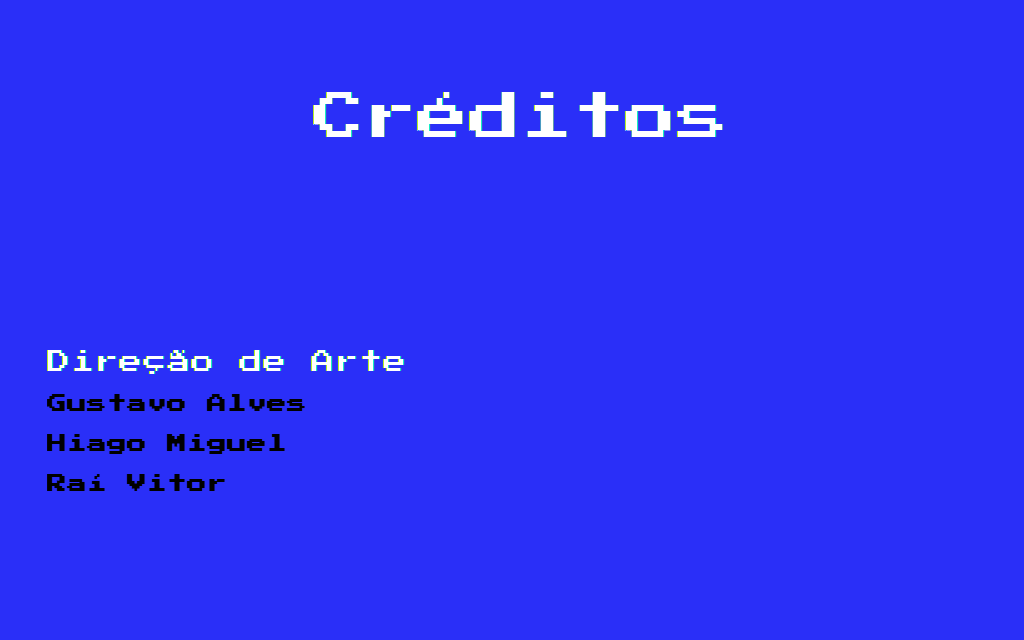 Créditos
Direção de Arte
Gustavo Alves
Hiago Miguel
Raí Vitor